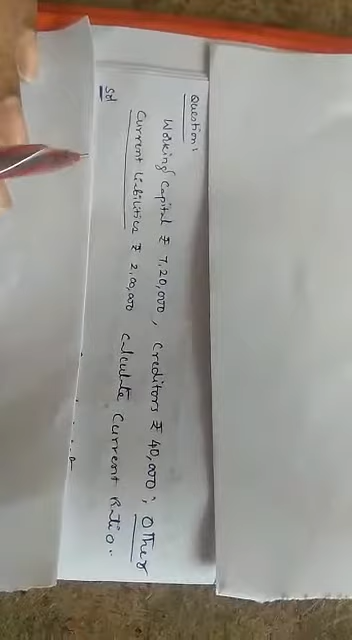 Question:
Working Capital ₹ 7,20,000, Creditors ₹ 40,000; Other
Current liabilities ₹ 2,00,000 Calculate Current Ratio.
Sol